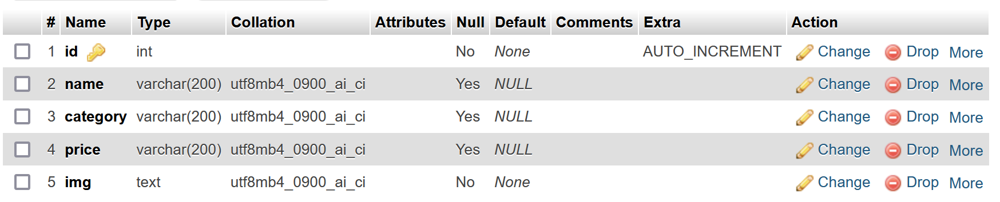 # Name Type Collation Attributes Null Default Comments Extra Action
1 id int No None AUTO_INCREMENT Change Drop More
2 name varchar(200) utf8mb4_0900_ai_ci Yes NULL Change Drop More
3 category varchar(200) utf8mb4_0900_ai_ci Yes NULL Change Drop More
4 price varchar(200) utf8mb4_0900_ai_ci Yes NULL Change Drop More
5 img text utf8mb4_0900_ai_ci No None Change Drop More